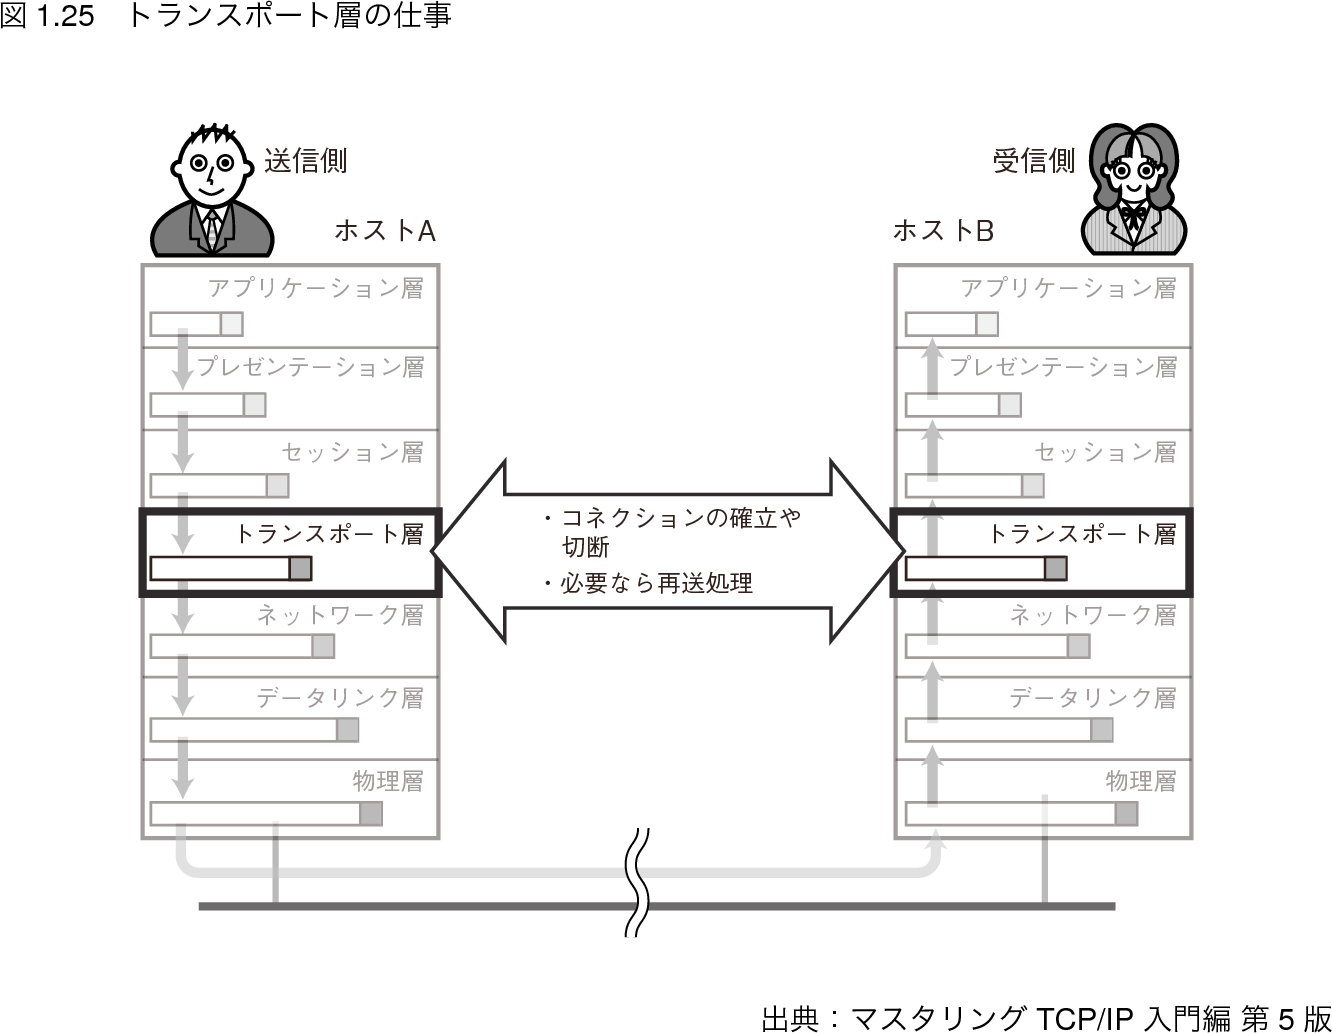 図 1.25 トランスポート層の仕事
送信側
受信側
ホストA
ホストB
アプリケーション層
プレゼンテーション層
セッション層
トランスポート層
ネットワーク層
データリンク層
物理層
・コネクションの確立や
切断
・必要なら再送処理
アプリケーション層
プレゼンテーション層
セッション層
トランスポート層
ネットワーク層
データリンク層
物理層
出典：マスタリング TCP/IP 入門編 第 5 版